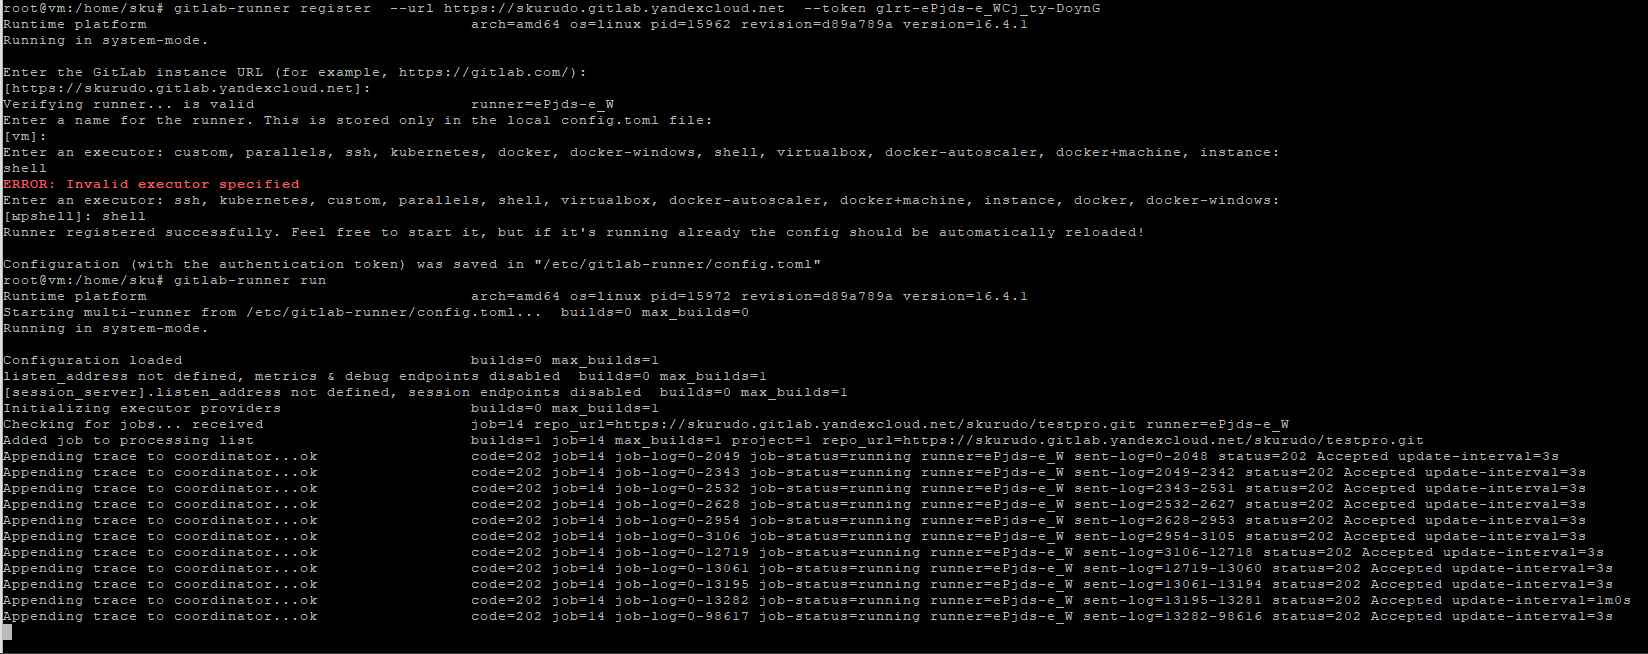 root@vm:/home/sku# gitlab-runner register  --url https://skurudo.gitlab.yandexcloud.net  --token glrt-ePjds-e_WCj_ty-DoynG
Runtime platform                                    arch=amd64 os=linux pid=15962 revision=d89a789a version=16.4.1
Running in system-mode.
Enter the GitLab instance URL (for example, https://gitlab.com/):
[https://skurudo.gitlab.yandexcloud.net]:
Verifying runner... is valid                        runner=ePjds-e_W
Enter a name for the runner. This is stored only in the local config.toml file:
[vm]:
Enter an executor: custom, parallels, ssh, kubernetes, docker, docker-windows, shell, virtualbox, docker-autoscaler, docker+machine, instance:
shell
ERROR: Invalid executor specified
Enter an executor: ssh, kubernetes, custom, parallels, shell, virtualbox, docker-autoscaler, docker+machine, instance, docker, docker-windows:
[ыpshell]: shell
Runner registered successfully. Feel free to start it, but if it's running already the config should be automatically reloaded!
Configuration (with the authentication token) was saved in "/etc/gitlab-runner/config.toml"
root@vm:/home/sku# gitlab-runner run
Runtime platform                                    arch=amd64 os=linux pid=15972 revision=d89a789a version=16.4.1
Starting multi-runner from /etc/gitlab-runner/config.toml...  builds=0 max_builds=0
Running in system-mode.
Configuration loaded                                builds=0 max_builds=1
listen_address not defined, metrics & debug endpoints disabled  builds=0 max_builds=1
[session_server].listen_address not defined, session endpoints disabled  builds=0 max_builds=1
Initializing executor providers                     builds=0 max_builds=1
Checking for jobs... received                       job=14 repo_url=https://skurudo.gitlab.yandexcloud.net/skurudo/testpro.git runner=ePjds-e_W
Added job to processing list                        builds=1 job=14 max_builds=1 project=1 repo_url=https://skurudo.gitlab.yandexcloud.net/skurudo/testpro.git
Appending trace to coordinator...ok                 code=202 job=14 job-log=0-2049 job-status=running runner=ePjds-e_W sent-log=0-2048 status=202 Accepted update-interval=3s
Appending trace to coordinator...ok                 code=202 job=14 job-log=0-2343 job-status=running runner=ePjds-e_W sent-log=2049-2342 status=202 Accepted update-interval=3s
Appending trace to coordinator...ok                 code=202 job=14 job-log=0-2532 job-status=running runner=ePjds-e_W sent-log=2343-2531 status=202 Accepted update-interval=3s
Appending trace to coordinator...ok                 code=202 job=14 job-log=0-2628 job-status=running runner=ePjds-e_W sent-log=2532-2627 status=202 Accepted update-interval=3s
Appending trace to coordinator...ok                 code=202 job=14 job-log=0-2954 job-status=running runner=ePjds-e_W sent-log=2628-2953 status=202 Accepted update-interval=3s
Appending trace to coordinator...ok                 code=202 job=14 job-log=0-3106 job-status=running runner=ePjds-e_W sent-log=2954-3105 status=202 Accepted update-interval=3s
Appending trace to coordinator...ok                 code=202 job=14 job-log=0-12719 job-status=running runner=ePjds-e_W sent-log=3106-12718 status=202 Accepted update-interval=3s
Appending trace to coordinator...ok                 code=202 job=14 job-log=0-13061 job-status=running runner=ePjds-e_W sent-log=12719-13060 status=202 Accepted update-interval=3s
Appending trace to coordinator...ok                 code=202 job=14 job-log=0-13195 job-status=running runner=ePjds-e_W sent-log=13061-13194 status=202 Accepted update-interval=3s
Appending trace to coordinator...ok                 code=202 job=14 job-log=0-13282 job-status=running runner=ePjds-e_W sent-log=13195-13281 status=202 Accepted update-interval=1m0s
Appending trace to coordinator...ok                 code=202 job=14 job-log=0-98617 job-status=running runner=ePjds-e_W sent-log=13282-98616 status=202 Accepted update-interval=3s